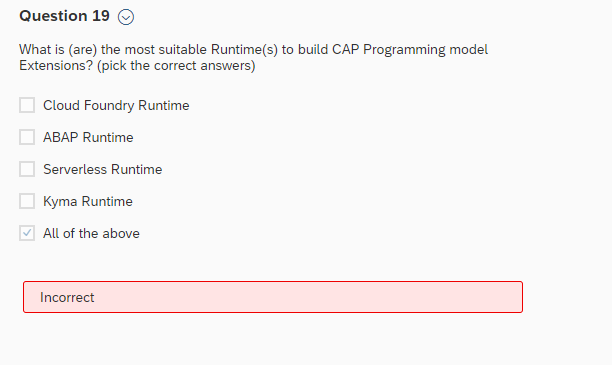 Question 19
What is (are) the most suitable Runtime(s) to build CAP Programming model
Extensions? (pick the correct answers)
Cloud Foundry Runtime
ABAP Runtime
Serverless Runtime
Kyma Runtime
All of the above
Incorrect